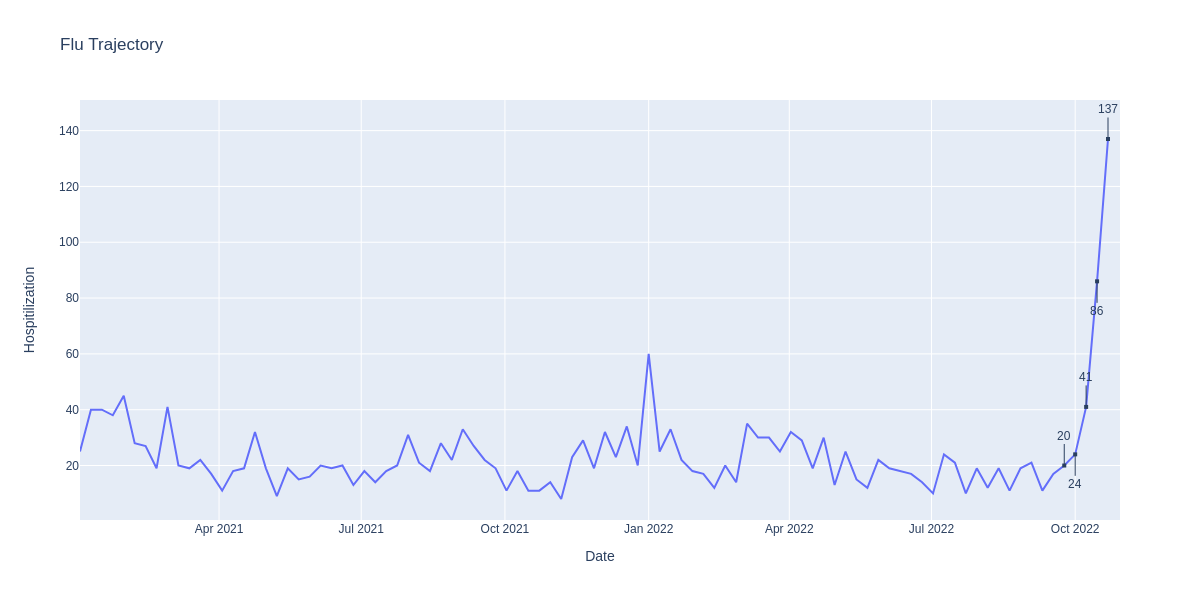 Flu Trajectory
137
140
120
100
80
86
60
41
40
20
20
24
Apr 2021
Jul 2021
Oct 2021
Jan 2022
Apr 2022
Jul 2022
Oct 2022
Hospitilization
Date